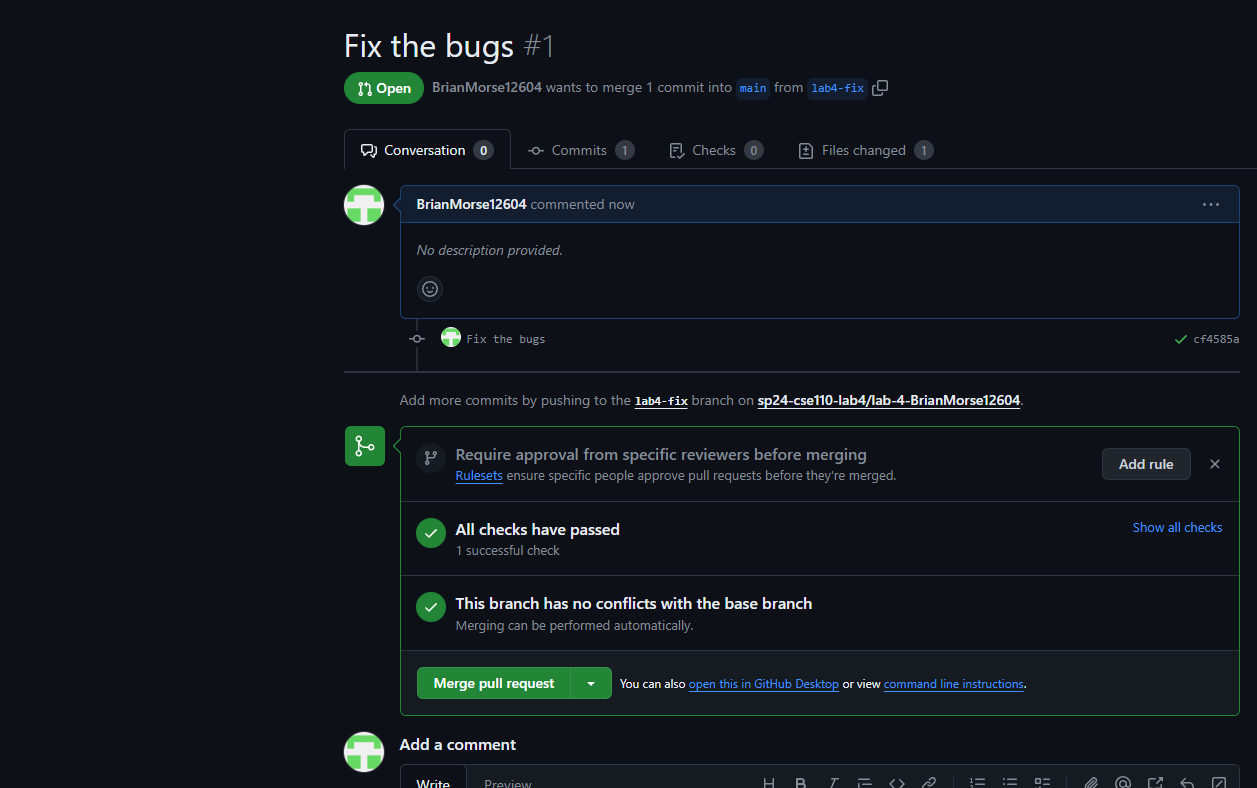 Fix the bugs #1
Open BrianMorse12604 wants to merge 1 commit into main from lab4-fix
Conversation 0 Commits 1 Checks 0 Files changed 1
BrianMorse12604 commented now
No description provided.
Fix the bugs cf4585a
Add more commits by pushing to the lab4-fix branch on sp24-cse110-lab4/lab-4-BrianMorse12604.
Require approval from specific reviewers before merging
Rulesets ensure specific people approve pull requests before they're merged.
Add rule
All checks have passed
Show all checks
1 successful check
This branch has no conflicts with the base branch
Merging can be performed automatically.
Merge pull request You can also open this in GitHub Desktop or view command line instructions.
Add a comment
Write Preview